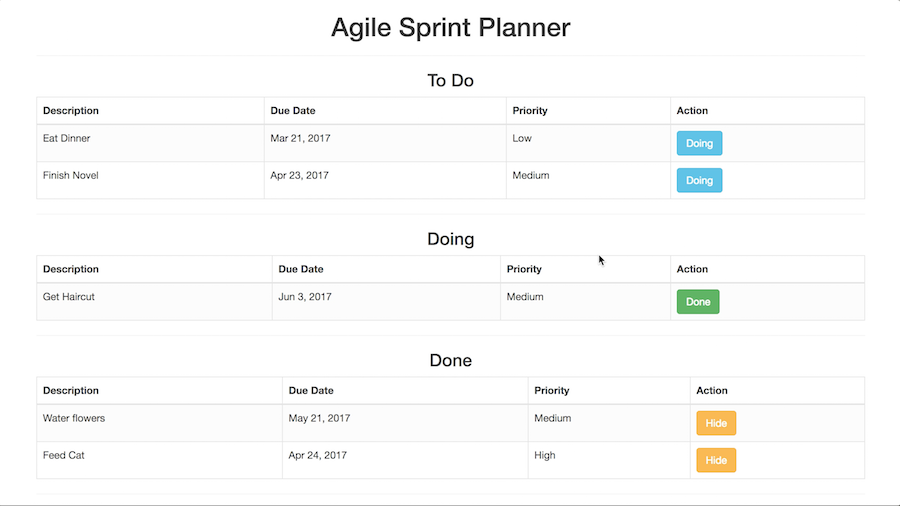 Agile Sprint Planner
To Do
Description Due Date Priority Action
Eat Dinner Mar 21, 2017 Low Doing
Finish Novel Apr 23, 2017 Medium Doing
Doing
Description Due Date Priority Action
Get Haircut Jun 3, 2017 Medium Done
Done
Description Due Date Priority Action
Water flowers May 21, 2017 Medium Hide
Feed Cat Apr 24, 2017 High Hide